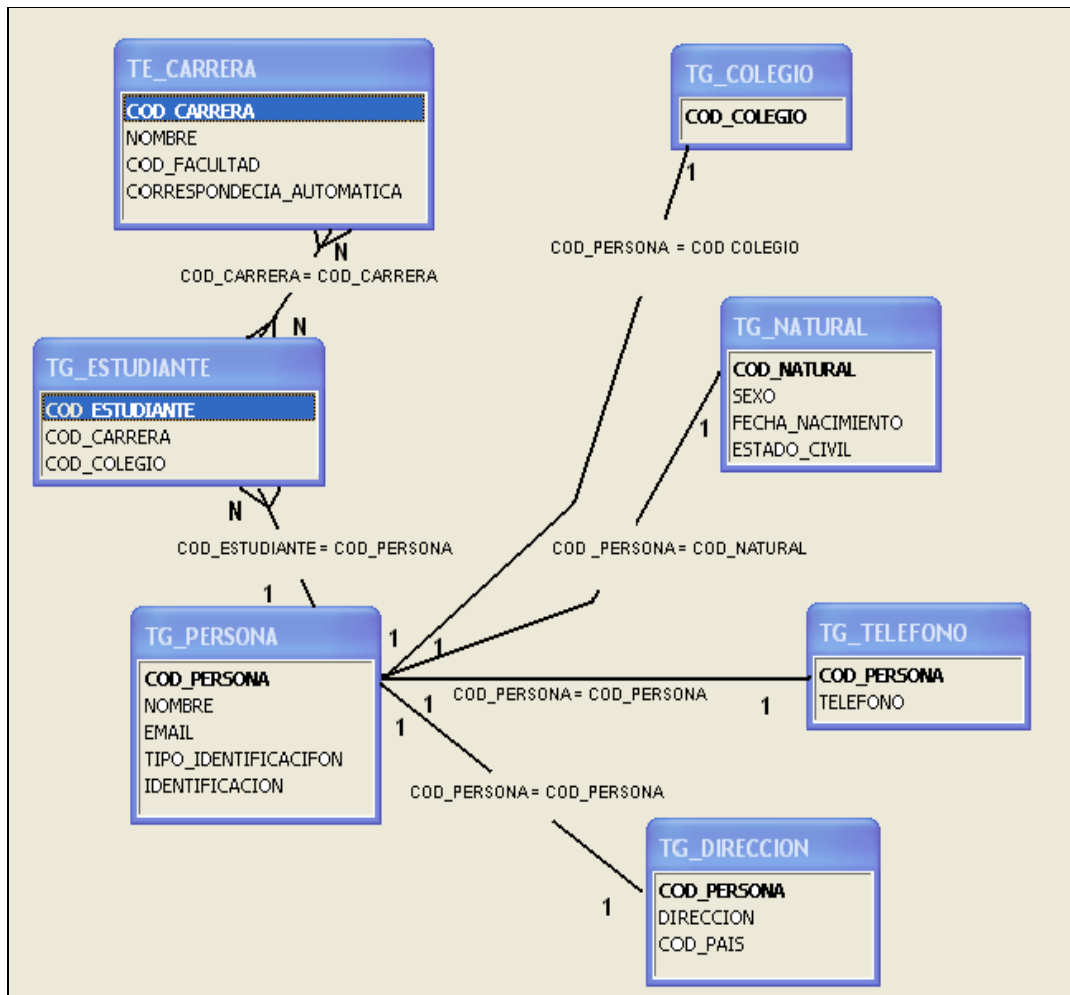 TE_CARRERA
COD_CARRERA
NOMBRE
COD_FACULTAD
CORRESPONDECIA_AUTOMATICA
N
COD_CARRERA = COD_CARRERA
N
TG_ESTUDIANTE
COD_ESTUDIANTE
COD_CARRERA
COD_COLEGIO
N
COD_ESTUDIANTE = COD_PERSONA
1
TG_PERSONA
COD_PERSONA
NOMBRE
EMAIL
TIPO_IDENTIFICACIFON
IDENTIFICACION
TG_COLEGIO
COD_COLEGIO
1
COD_PERSONA = COD COLEGIO
1
TG_NATURAL
COD_NATURAL
SEXO
FECHA_NACIMIENTO
ESTADO_CIVIL
1
COD _PERSONA = COD_NATURAL
1
TG_TELEFONO
COD_PERSONA
TELEFONO
1
COD_PERSONA = COD_PERSONA
1
1
COD_PERSONA = COD_PERSONA
1
TG_DIRECCION
COD_PERSONA
DIRECCION
COD_PAIS